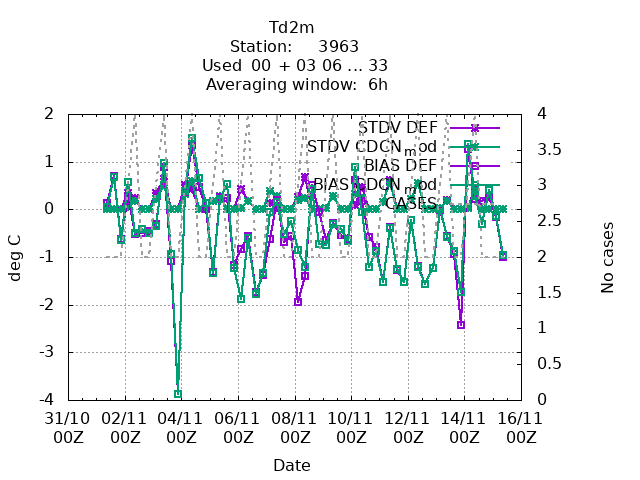 Td2m
Station: 3963
Used 00 + 03 06 ... 33
Averaging window: 6h
2
1
0
-1
-2
-3
-4
4
3.5
3
2.5
2
1.5
1
0.5
0
deg C
No cases
STDV DEF
STDV CDCN_mod
BIAS DEF
BIAS CDCN_mod
CASES
31/10 02/11 04/11 06/11 08/11 10/11 12/11 14/11 16/11
00Z 00Z 00Z 00Z 00Z 00Z 00Z 00Z 00Z
Date